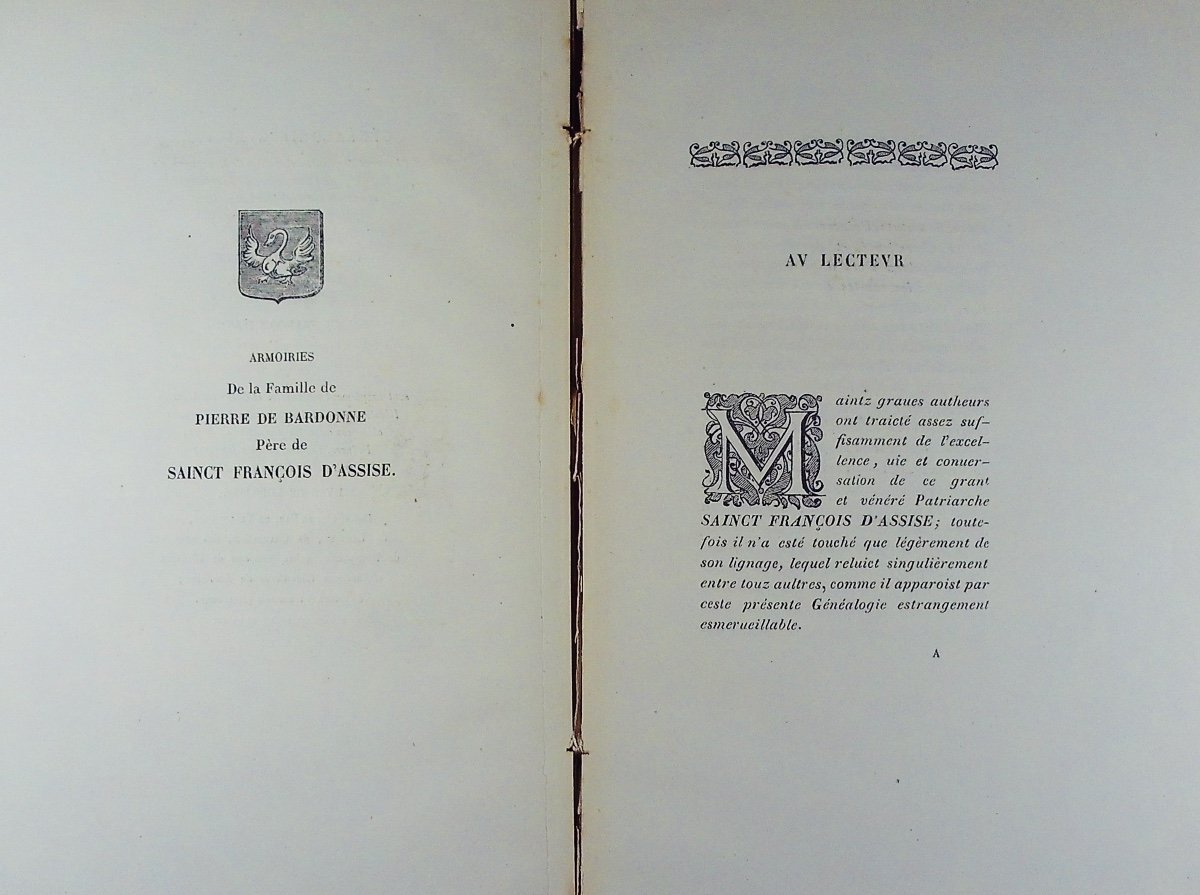 ARMOIRIES
De la Famille de
PIERRE DE BARDONNE
Père de
SAINCT FRANÇOIS D'ASSISE.
AV LECTEVR
Maintz graues autheurs
ont traicté assez suf-
fisamment de l'excel-
lence, uie et conuer-
sation de ce grant
et vénéré Patriarche
SAINCT FRANÇOIS D'ASSISE; toute-
fois il n'a esté touché que légèrement de
son lignage, lequel reluict singulièrement
entre touz aultres, comme il apparoist par
ceste présente Généalogie estrangement
esmerueillable.
A